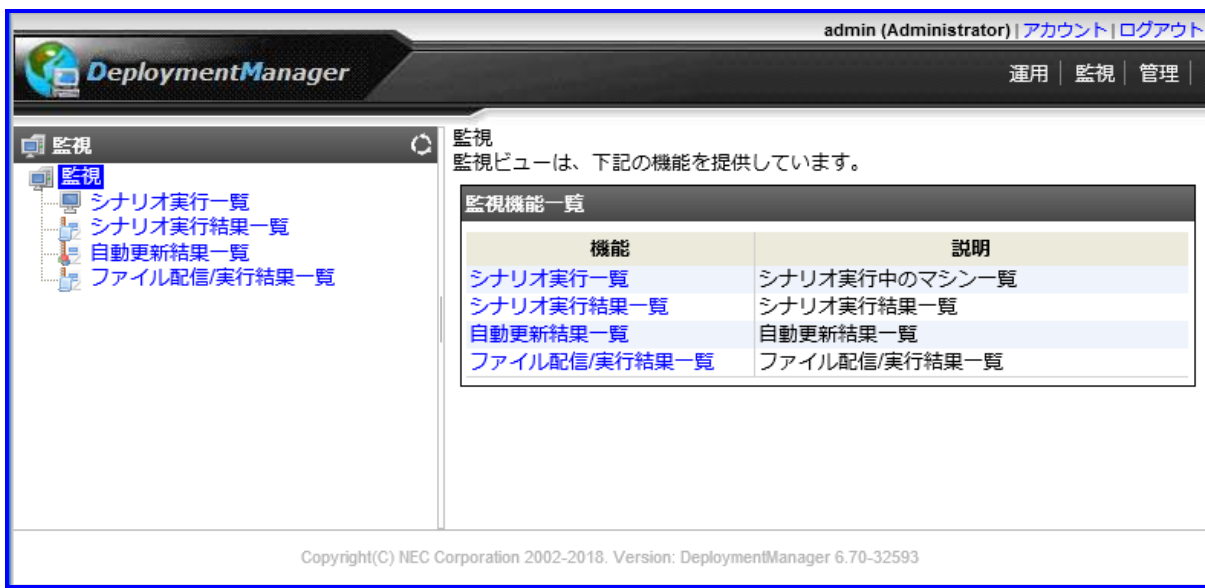 admin (Administrator) | アカウント | ログアウト
DeploymentManager
運用 | 監視 | 管理 |
監視
監視
シナリオ実行一覧
シナリオ実行結果一覧
自動更新結果一覧
ファイル配信/実行結果一覧
監視
監視ビューは、下記の機能を提供しています。
監視機能一覧
機能 説明
シナリオ実行一覧 シナリオ実行中のマシン一覧
シナリオ実行結果一覧 シナリオ実行結果一覧
自動更新結果一覧 自動更新結果一覧
ファイル配信/実行結果一覧 ファイル配信/実行結果一覧
Copyright(C) NEC Corporation 2002-2018. Version: DeploymentManager 6.70-32593